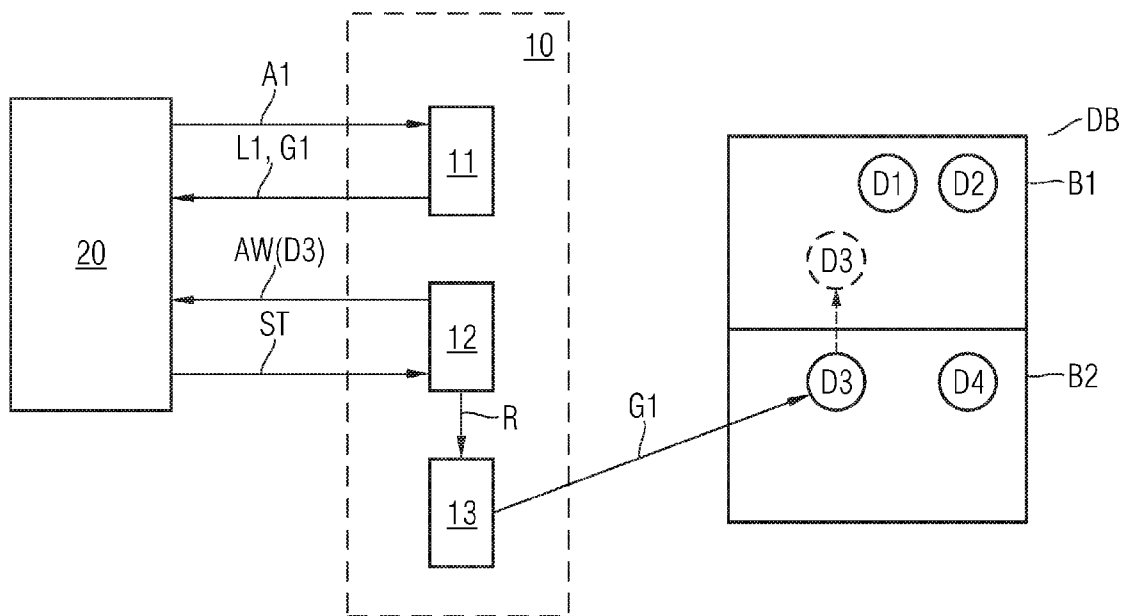 10
A1
DB
L1, G1
11
D1 D2
B1
20
AW(D3)
D3
ST
12
D3 D4
B2
R
G1
13